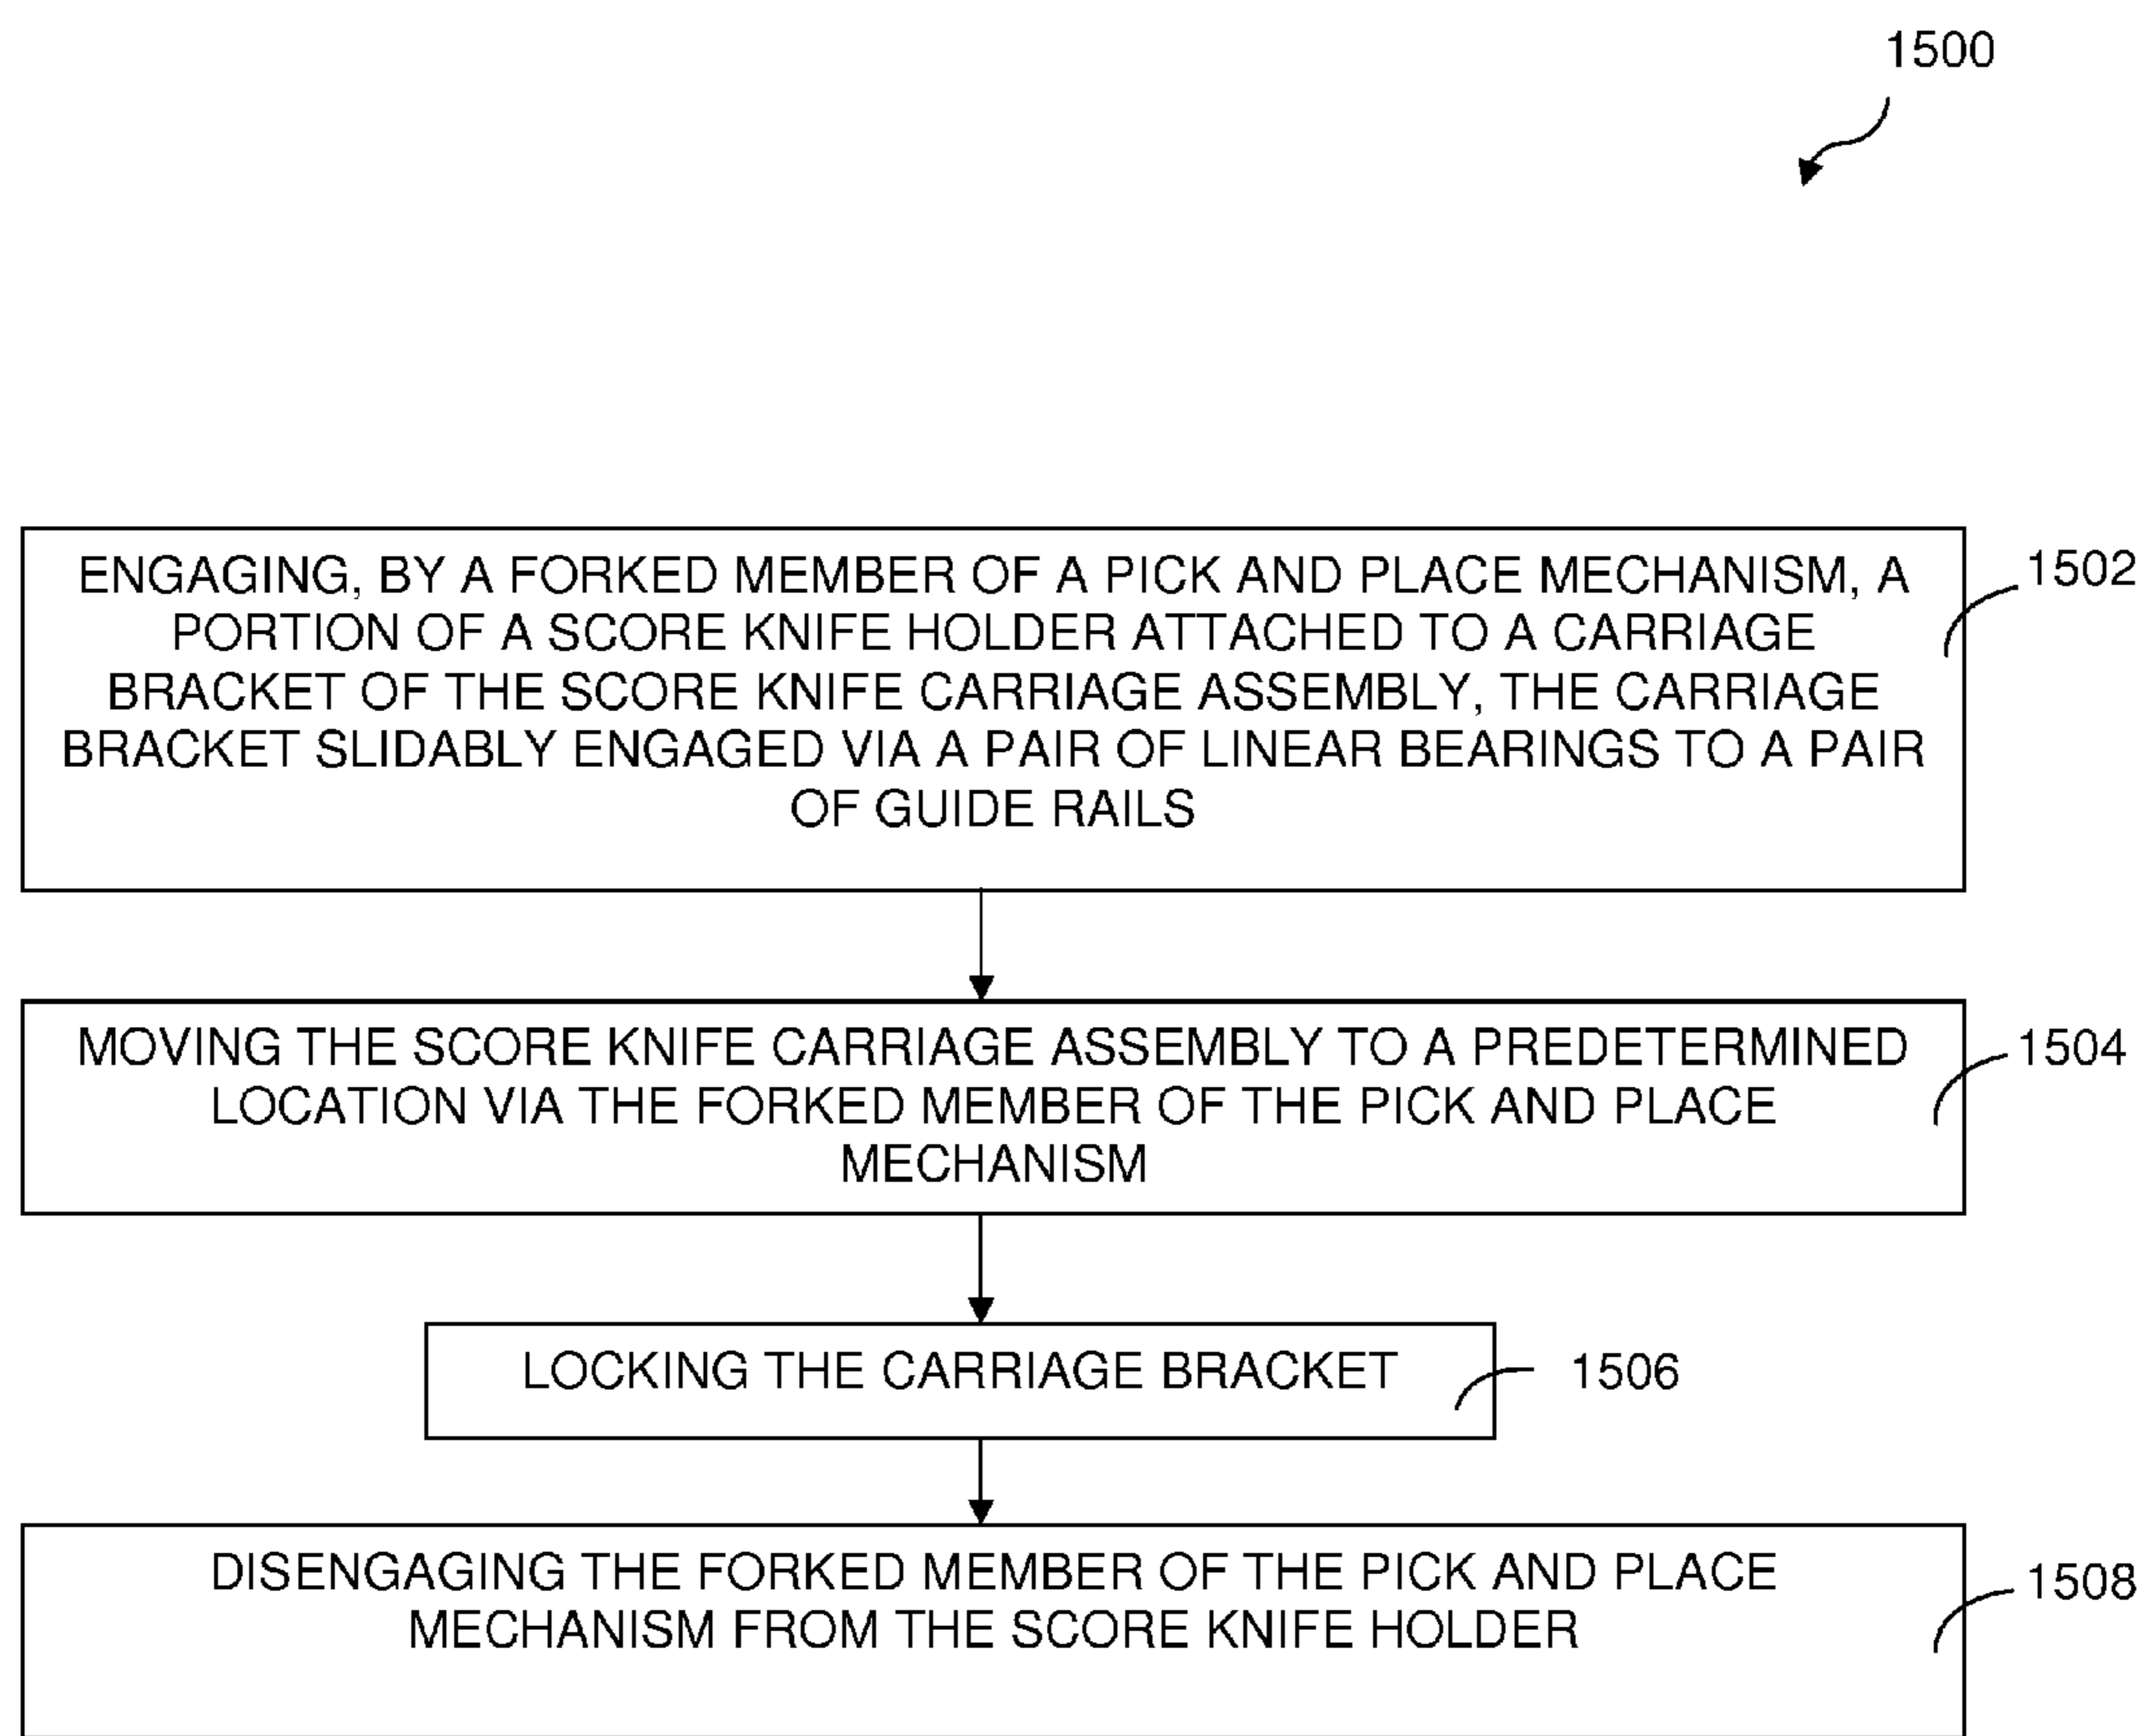 1500
ENGAGING, BY A FORKED MEMBER OF A PICK AND PLACE MECHANISM, A
PORTION OF A SCORE KNIFE HOLDER ATTACHED TO A CARRIAGE
BRACKET OF THE SCORE KNIFE CARRIAGE ASSEMBLY, THE CARRIAGE
BRACKET SLIDABLY ENGAGED VIA A PAIR OF LINEAR BEARINGS TO A PAIR
OF GUIDE RAILS
1502
MOVING THE SCORE KNIFE CARRIAGE ASSEMBLY TO A PREDETERMINED
LOCATION VIA THE FORKED MEMBER OF THE PICK AND PLACE
MECHANISM
1504
LOCKING THE CARRIAGE BRACKET
1506
DISENGAGING THE FORKED MEMBER OF THE PICK AND PLACE
MECHANISM FROM THE SCORE KNIFE HOLDER
1508